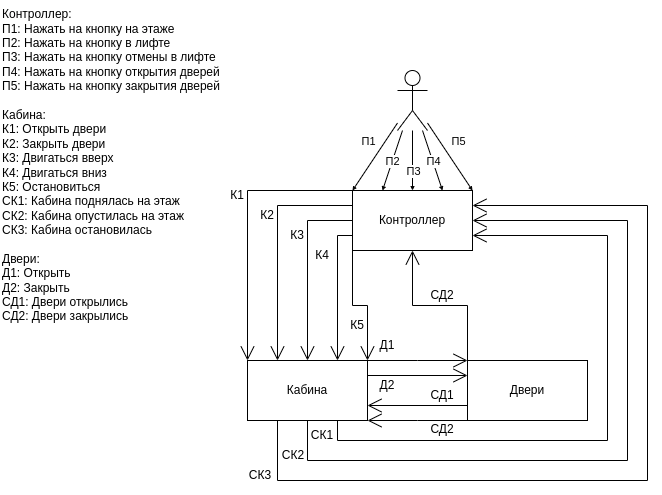 Контроллер:
П1: Нажать на кнопку на этаже
П2: Нажать на кнопку в лифте
П3: Нажать на кнопку отмены в лифте
П4: Нажать на кнопку открытия дверей
П5: Нажать на кнопку закрытия дверей
Кабина:
К1: Открыть двери
К2: Закрыть двери
К3: Двигаться вверх
К4: Двигаться вниз
К5: Остановиться
СК1: Кабина поднялась на этаж
СК2: Кабина опустилась на этаж
СК3: Кабина остановилась
Двери:
Д1: Открыть
Д2: Закрыть
СД1: Двери открылись
СД2: Двери закрылись
П1
П5
П2
П4
П3
К1
К2
Контроллер
К3
К4
СД2
К5
Д1
Д2
Кабина
Двери
СД1
СД2
СК1
СК2
СК3